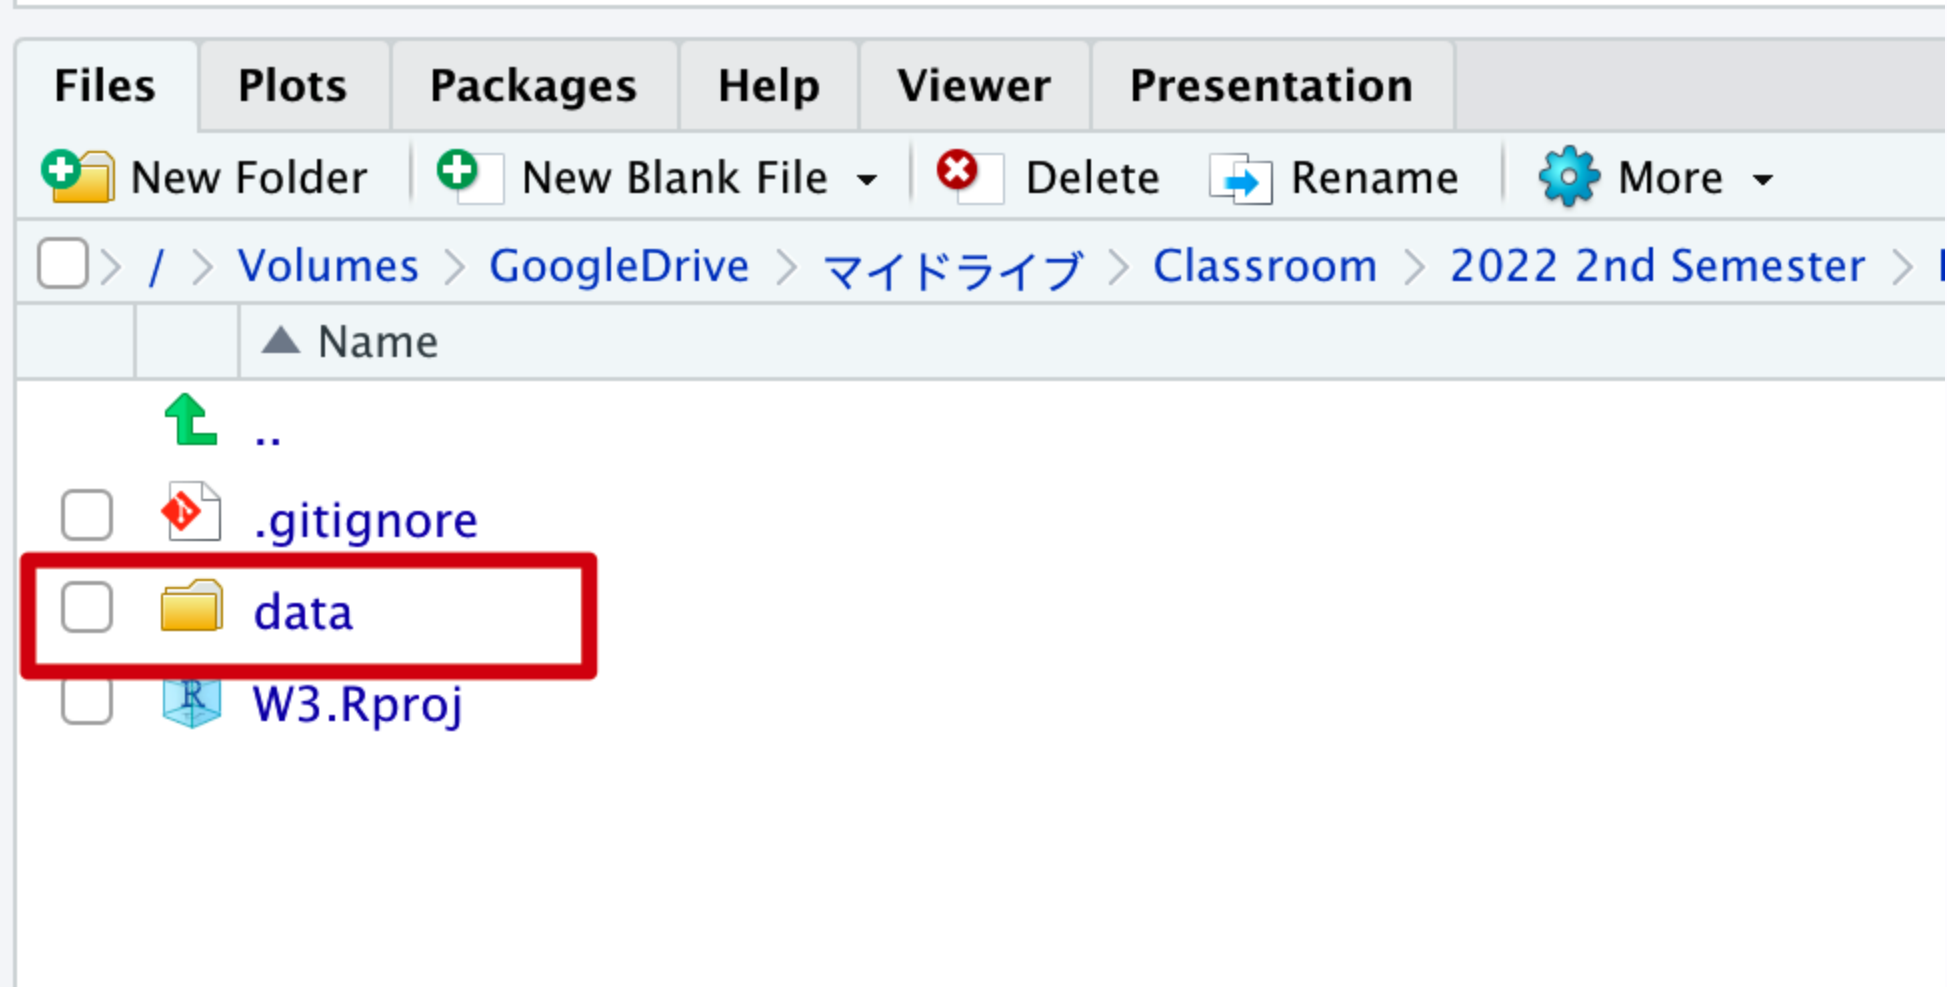 Files Plots Packages Help Viewer Presentation
New Folder New Blank File Delete Rename More
/ Volumes GoogleDrive マイドライブ Classroom 2022 2nd Semester
Name
..
.gitignore
data
R
W3.Rproj